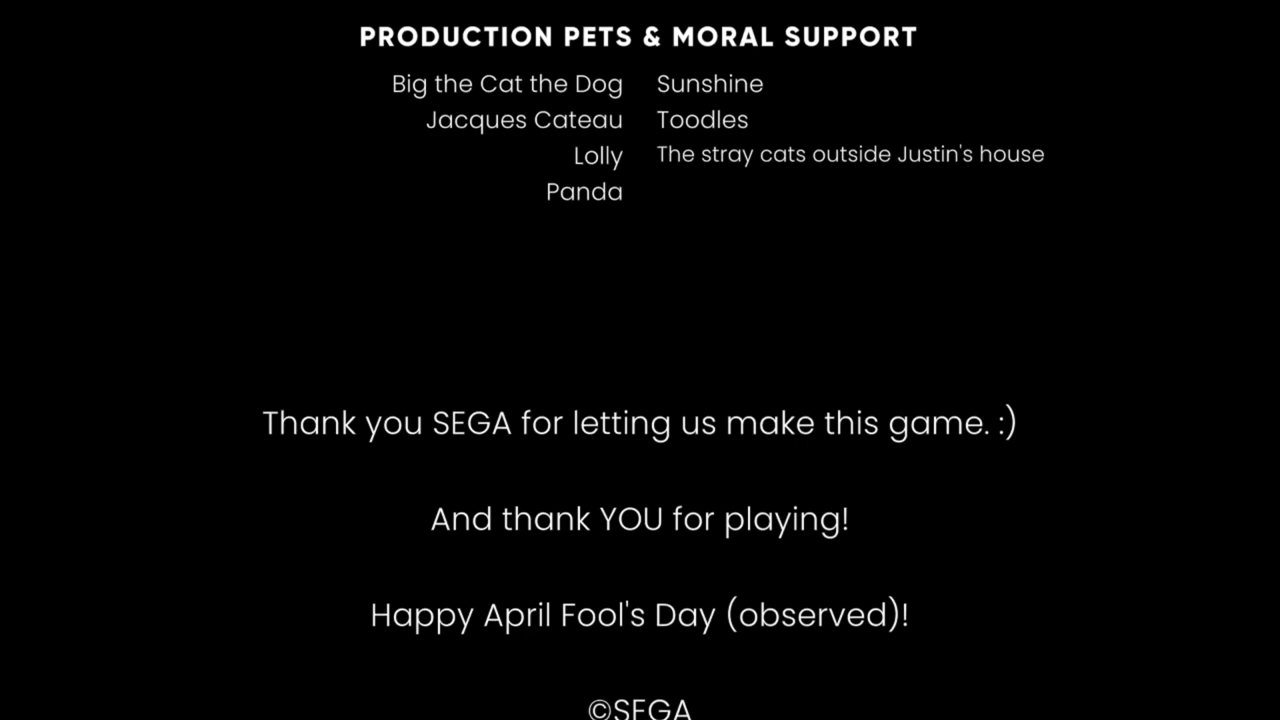 PRODUCTION PETS & MORAL SUPPORT
Big the Cat the Dog
Jacques Cateau
Lolly
Panda
Sunshine
Toodles
The stray cats outside Justin's house
Thank you SEGA for letting us make this game. :)
And thank YOU for playing!
Happy April Fool's Day (observed)!
©SEGA